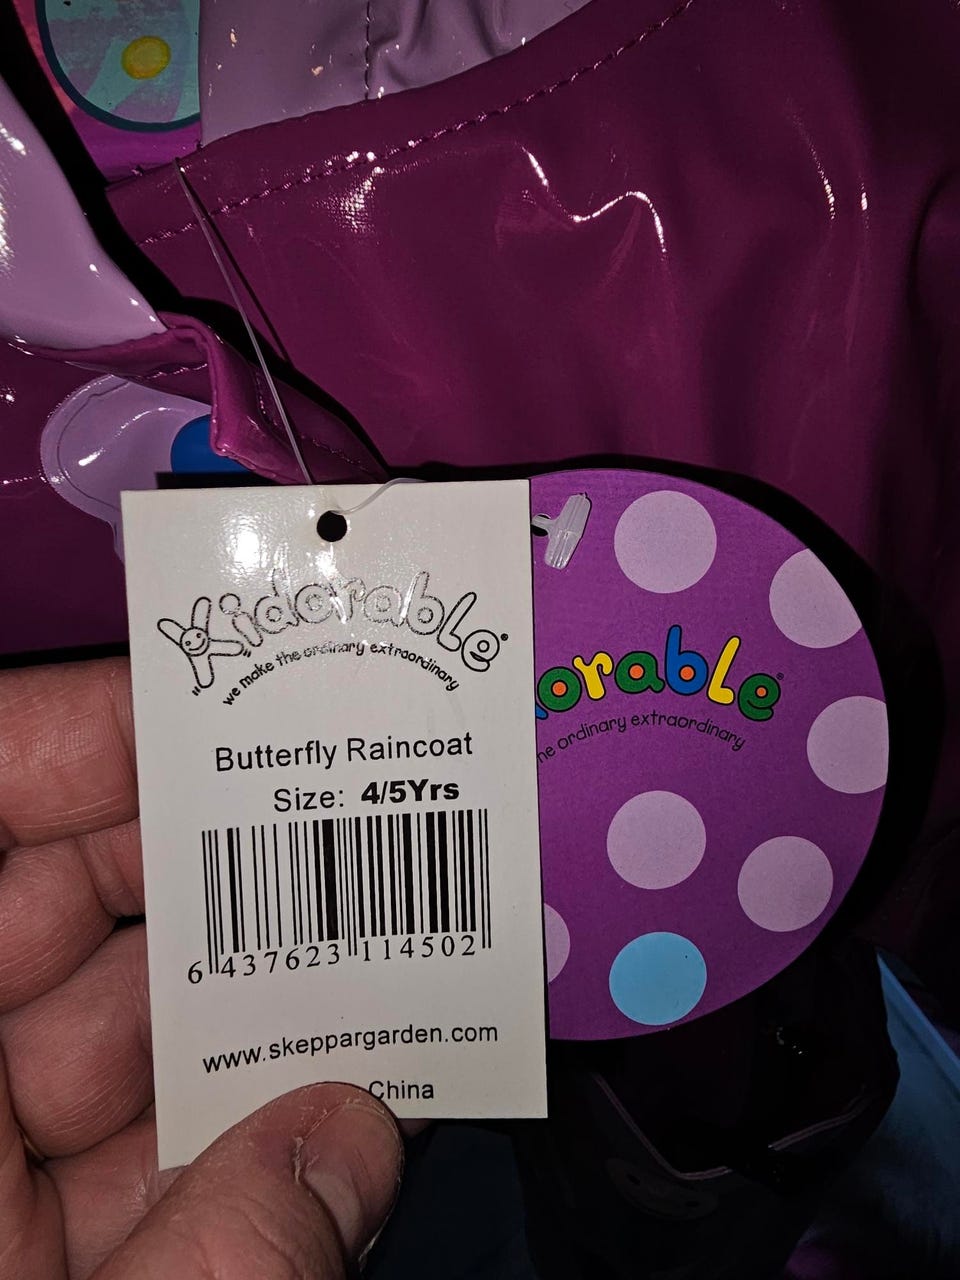 Kidorable®
we make the ordinary extraordinary
Butterfly Raincoat
Size: 4/5Yrs
6 437623 114502
www.skeppargarden.com
China
orable®
he ordinary extraordinary